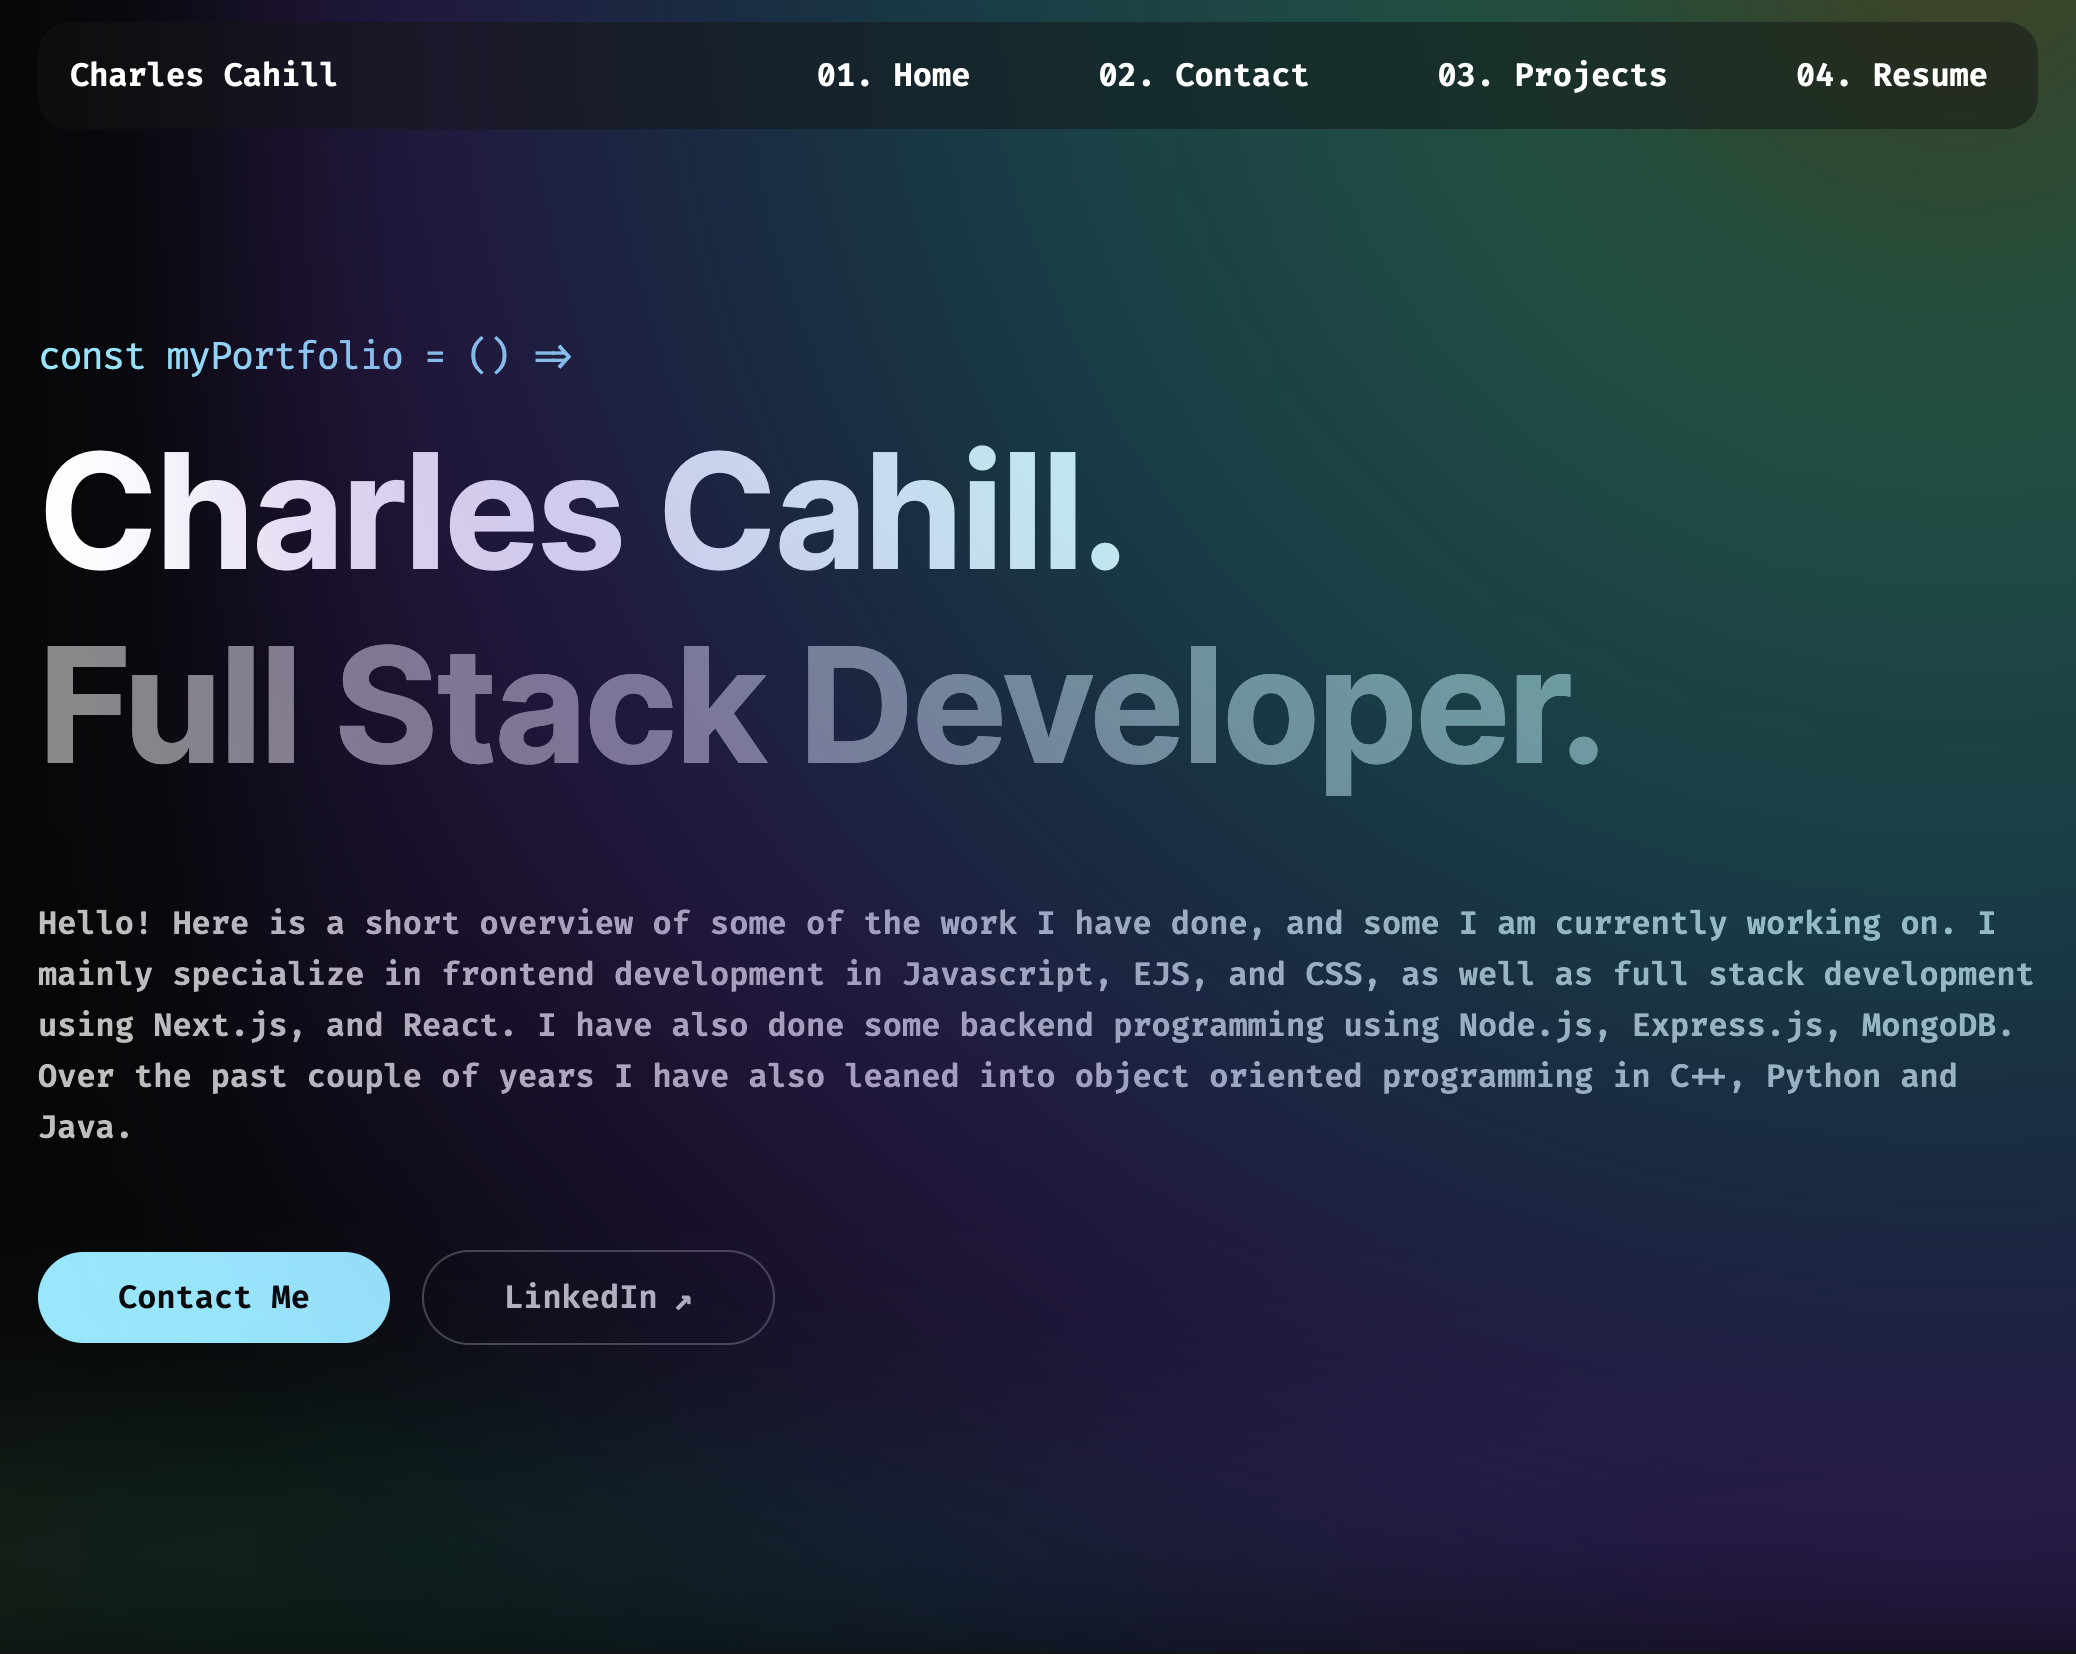 Charles Cahill 01. Home 02. Contact 03. Projects 04. Resume
const myPortfolio = () =>
Charles Cahill.
Full Stack Developer.
Hello! Here is a short overview of some of the work I have done, and some I am currently working on. I
mainly specialize in frontend development in Javascript, EJS, and CSS, as well as full stack development
using Next.js, and React. I have also done some backend programming using Node.js, Express.js, MongoDB.
Over the past couple of years I have also leaned into object oriented programming in C++, Python and
Java.
Contact Me LinkedIn ↗